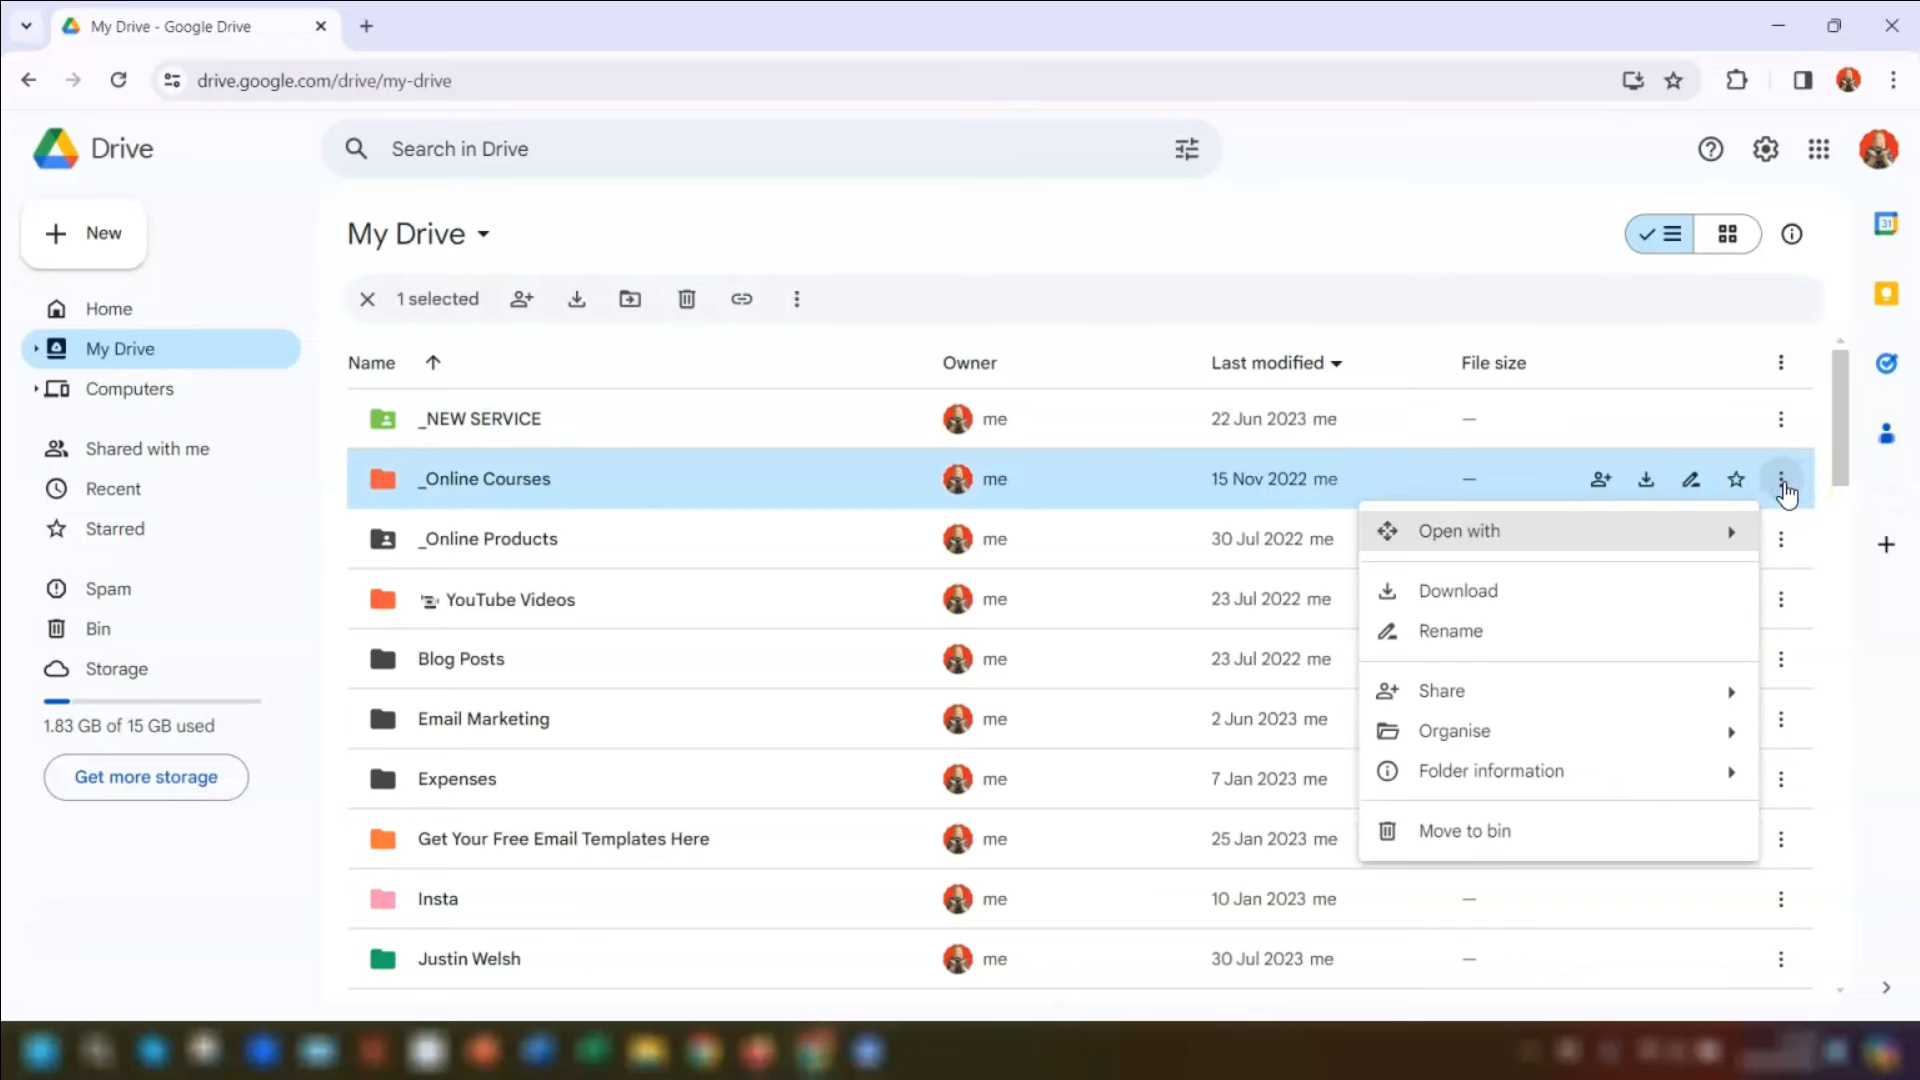 My Drive - Google Drive
drive.google.com/drive/my-drive
Drive
Search in Drive
New
My Drive
1 selected
Home
My Drive
Computers
Shared with me
Recent
Starred
Spam
Bin
Storage
1.83 GB of 15 GB used
Get more storage
Name Owner Last modified File size
_NEW SERVICE me 22 Jun 2023 me —
_Online Courses me 15 Nov 2022 me —
_Online Products me 30 Jul 2022 me
YouTube Videos me 23 Jul 2022 me
Blog Posts me 23 Jul 2022 me
Email Marketing me 2 Jun 2023 me
Expenses me 7 Jan 2023 me
Get Your Free Email Templates Here me 25 Jan 2023 me
Insta me 10 Jan 2023 me —
Justin Welsh me 30 Jul 2023 me —
Open with
Download
Rename
Share
Organise
Folder information
Move to bin
31